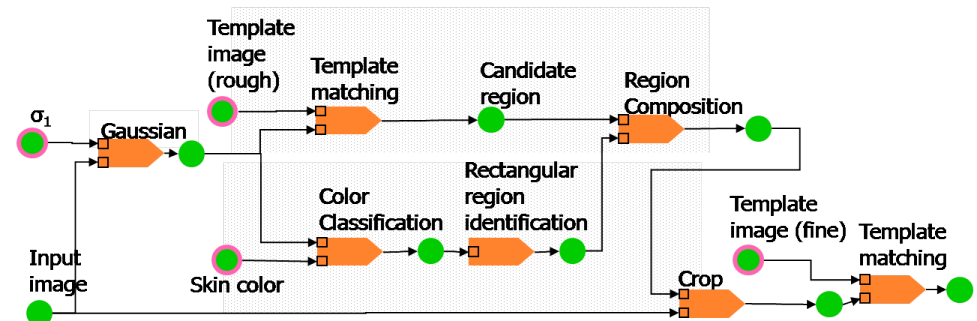 Template
image
(rough)
Template
matching
Candidate
region
Region
Composition
σ1
Gaussian
Rectangular
region
identification
Color
Classification
Template
image (fine)
Template
matching
Input
image
Skin color
Crop